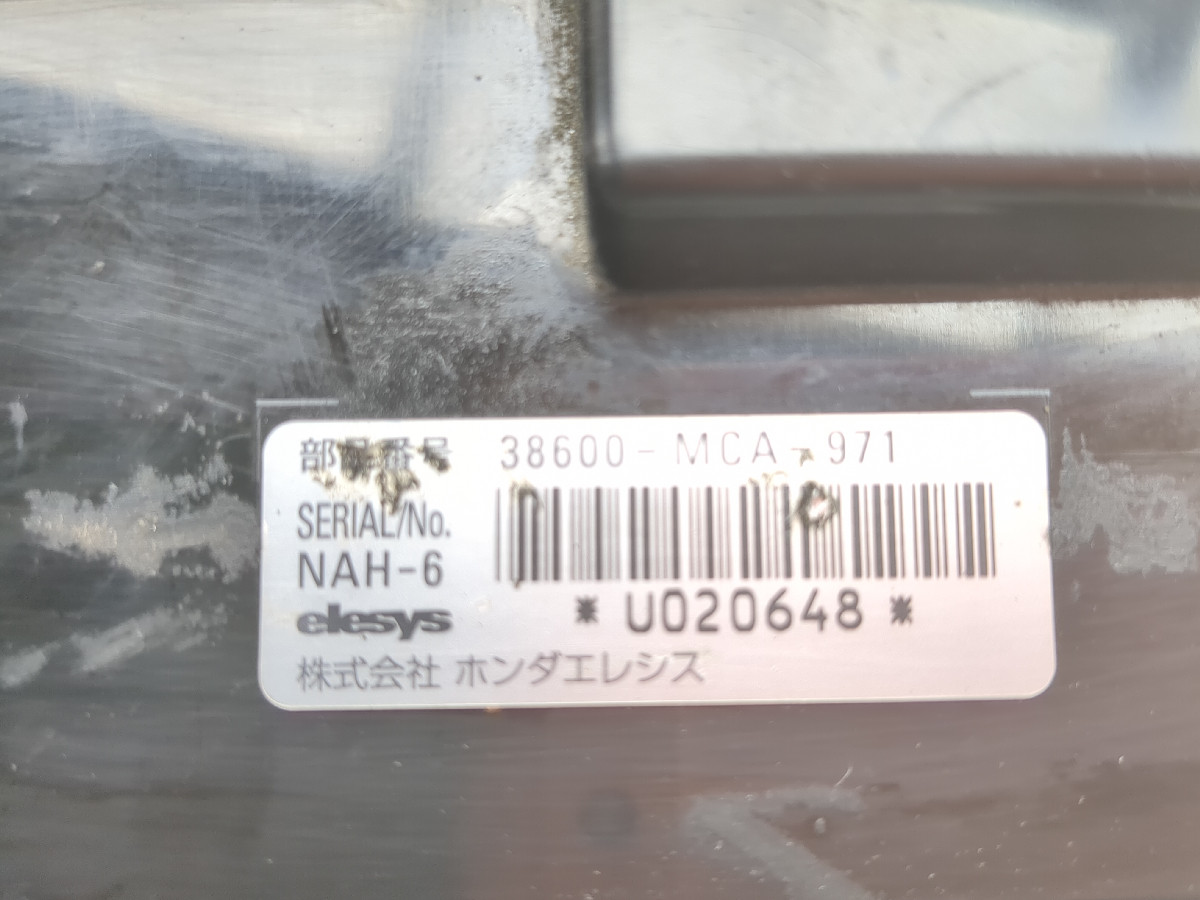 部品番号 38600-MCA-971
SERIAL/No.
NAH-6
elesys * U020648 *
株式会社 ホンダエレシス